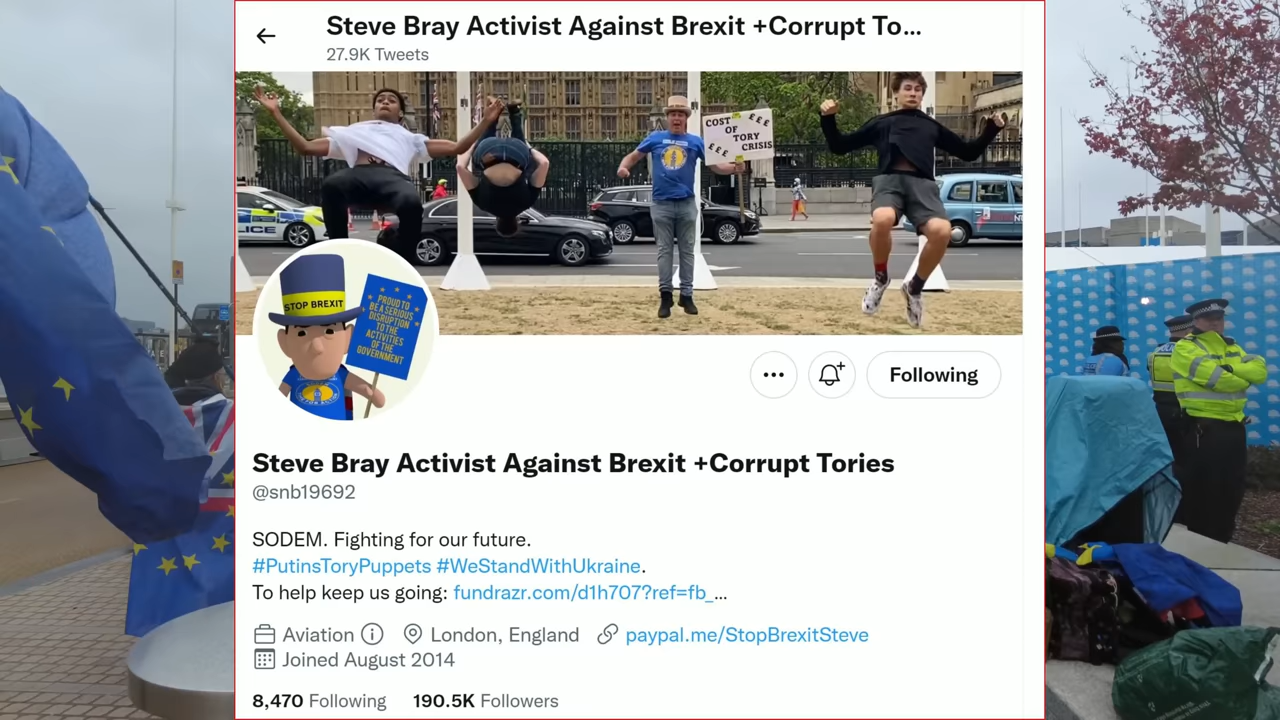 Steve Bray Activist Against Brexit +Corrupt To...
27.9K Tweets
COST £££
OF
TORY
£££ CRISIS
STOP BREXIT
PROUD TO
BE A SERIOUS
DISRUPTION
TO THE
ACTIVITIES
OF THE
GOVERNMENT
Following
Steve Bray Activist Against Brexit +Corrupt Tories
@snb19692
SODEM. Fighting for our future.
#PutinsToryPuppets #WeStandWithUkraine.
To help keep us going: fundrazr.com/d1h707?ref=fb_...
Aviation London, England paypal.me/StopBrexitSteve
Joined August 2014
8,470 Following 190.5K Followers